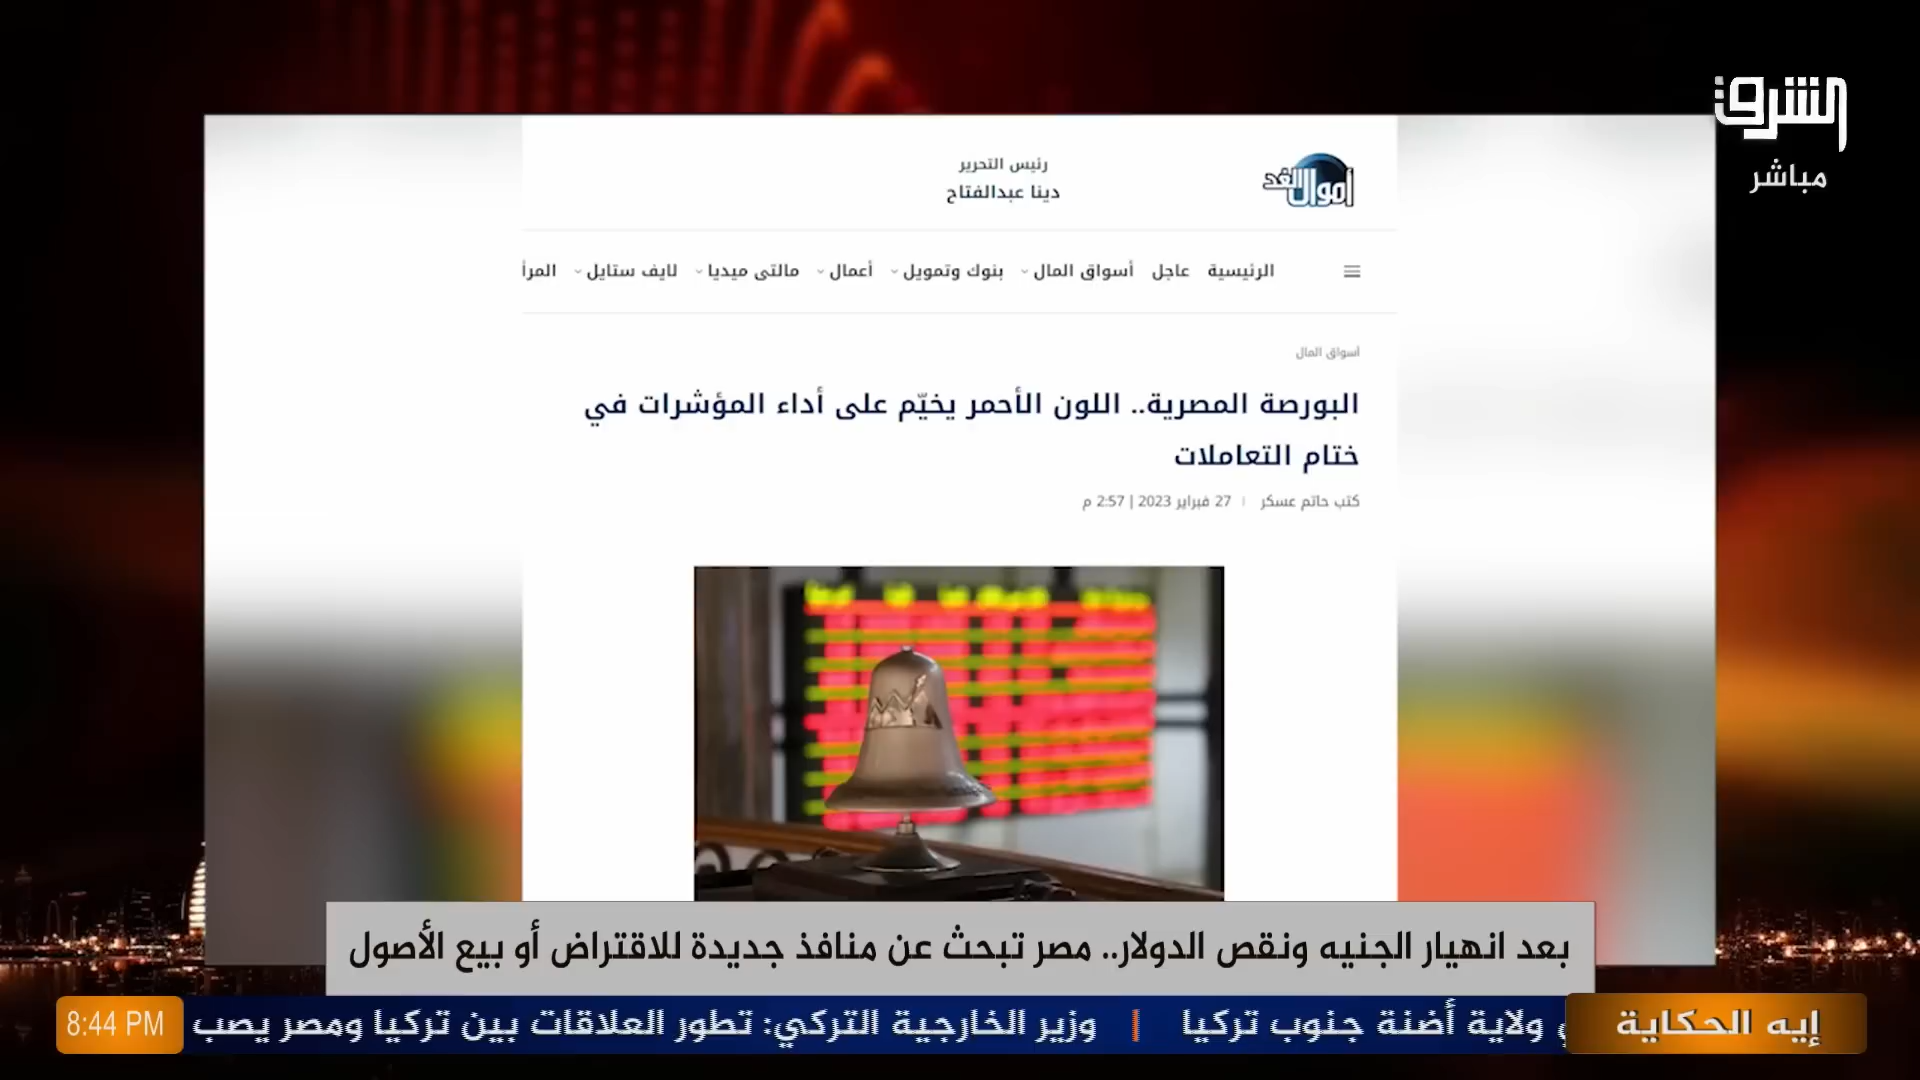 الشرق
مباشر
رئيس التحرير
دينا عبدالفتاح
أموال الغد
الرئيسية عاجل أسواق المال بنوك وتمويل أعمال مالتى ميديا لايف ستايل المرأ
أسواق المال
البورصة المصرية.. اللون الأحمر يخيّم على أداء المؤشرات في
ختام التعاملات
كتب حاتم عسكر | 27 فبراير 2023 | 2:57 م
بعد انهيار الجنيه ونقص الدولار.. مصر تبحث عن منافذ جديدة للاقتراض أو بيع الأصول
إيه الحكاية
ي ولاية أضنة جنوب تركيا | وزير الخارجية التركي: تطور العلاقات بين تركيا ومصر يصب
8:44 PM